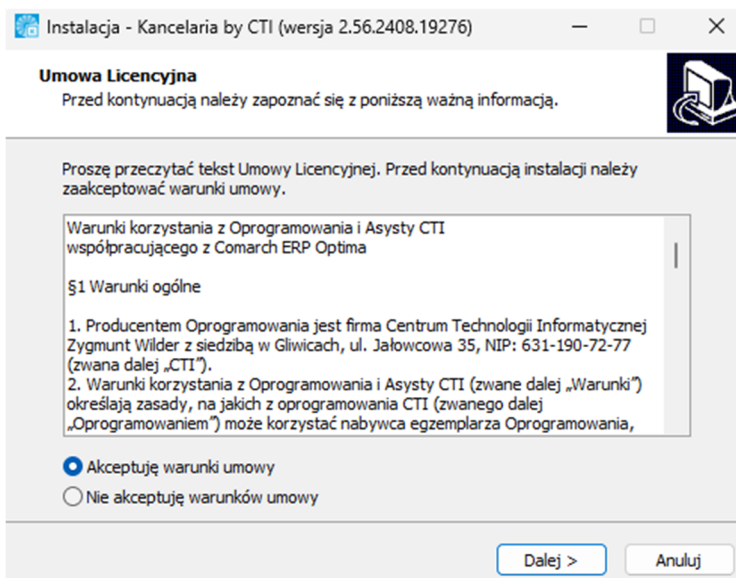 Instalacja - Kancelaria by CTI (wersja 2.56.2408.19276)
Umowa Licencyjna
Przed kontynuacją należy zapoznać się z poniższą ważną informacją.
Proszę przeczytać tekst Umowy Licencyjnej. Przed kontynuacją instalacji należy
zaakceptować warunki umowy.
Warunki korzystania z Oprogramowania i Asysty CTI
współpracującego z Comarch ERP Optima
§1 Warunki ogólne
1. Producentem Oprogramowania jest firma Centrum Technologii Informatycznej
Zygmunt Wilder z siedzibą w Gliwicach, ul. Jałowcowa 35, NIP: 631-190-72-77
(zwana dalej „CTI”).
2. Warunki korzystania z Oprogramowania i Asysty CTI (zwane dalej „Warunki”)
określają zasady, na jakich z oprogramowania CTI (zwanego dalej
„Oprogramowaniem”) może korzystać nabywca egzemplarza Oprogramowania,
Akceptuję warunki umowy
Nie akceptuję warunków umowy
Dalej >
Anuluj